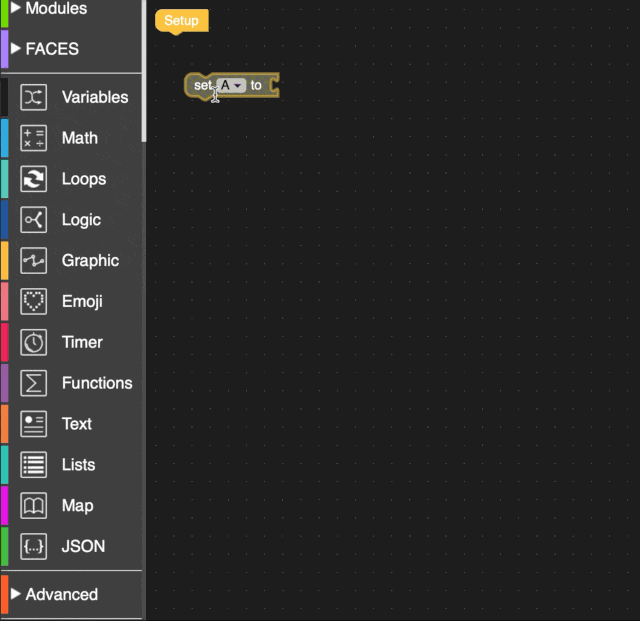 Modules
Setup
FACES
set A to
Variables
Math
Loops
Logic
Graphic
Emoji
Timer
Functions
Text
Lists
Map
JSON
Advanced